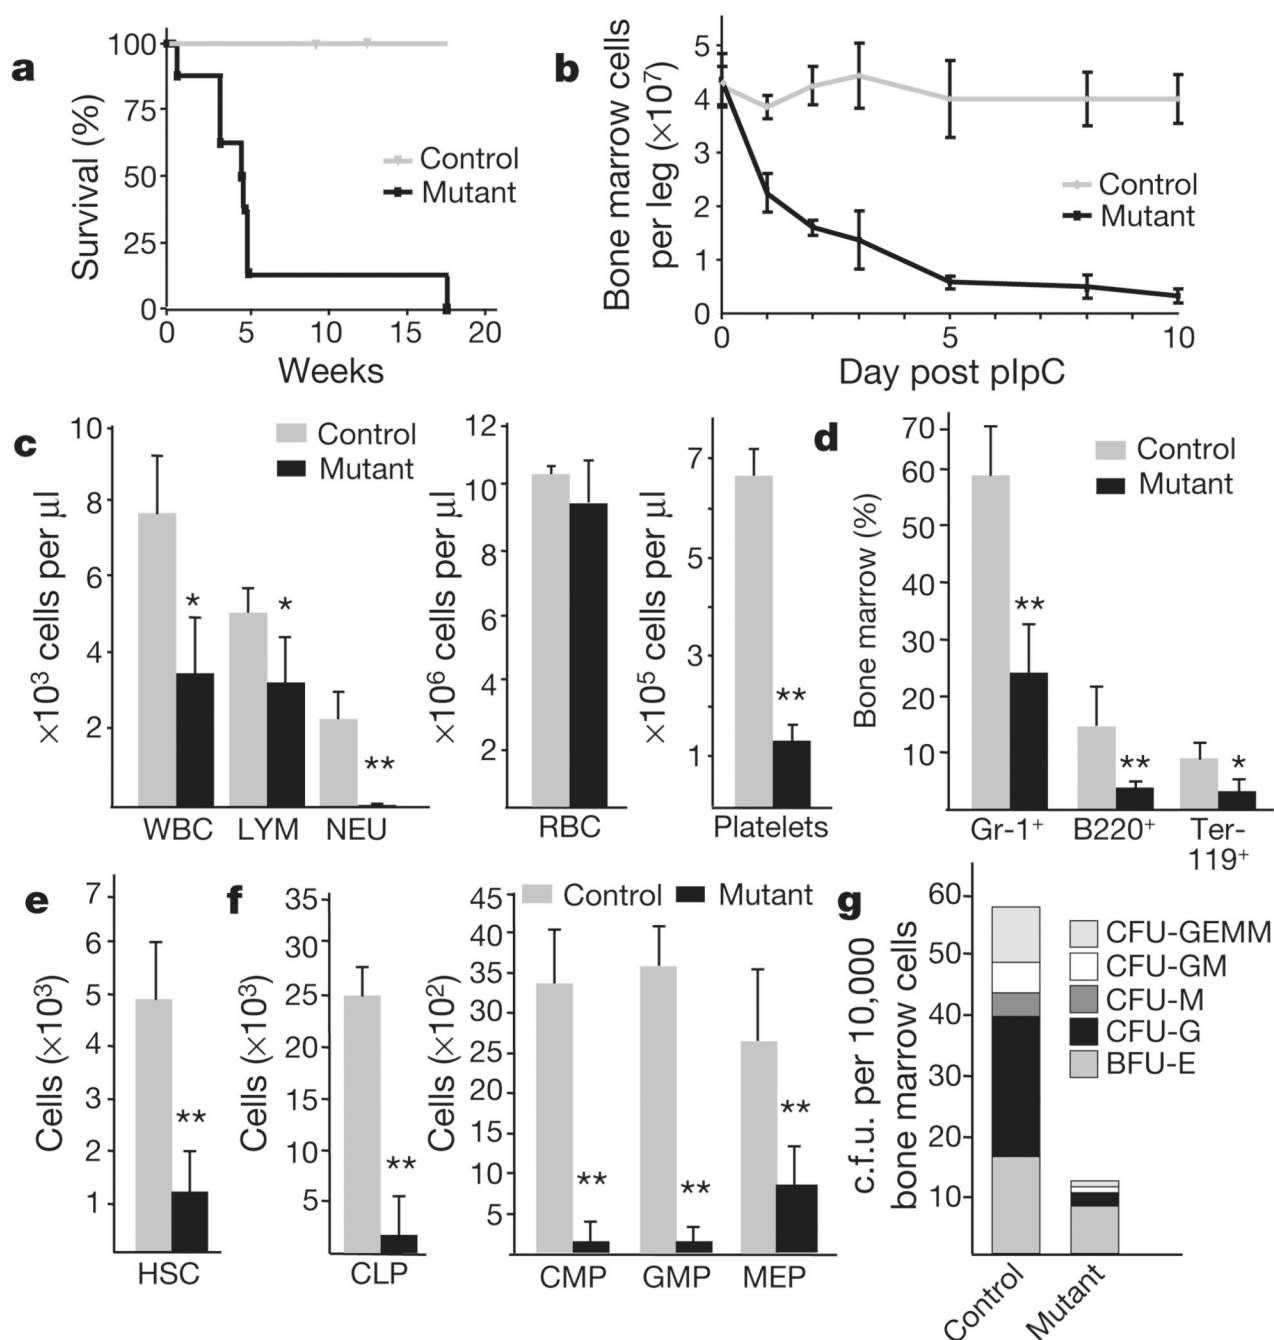 a
Survival (%)
100
75
50
25
0
0 5 10 15 20
Weeks
Control
Mutant
b
Bone marrow cells
per leg (×10⁷)
5
4
3
2
1
0
0 5 10
Day post pIpC
Control
Mutant
c
×10³ cells per µl
10
8
6
4
2
Control
Mutant
*
*
**
WBC LYM NEU
×10⁶ cells per µl
12
10
8
6
4
2
RBC
×10⁵ cells per µl
7
5
3
1
**
Platelets
d
Bone marrow (%)
70
60
50
40
30
20
10
Control
Mutant
**
**
*
Gr-1⁺ B220⁺ Ter-
119⁺
e
Cells (×10³)
7
6
5
4
3
2
1
**
HSC
f
Cells (×10³)
35
30
25
20
15
10
5
**
CLP
Cells (×10²)
45
40
35
30
25
20
15
10
5
Control Mutant
**
**
**
CMP GMP MEP
g
c.f.u. per 10,000
bone marrow cells
60
50
40
30
20
10
CFU-GEMM
CFU-GM
CFU-M
CFU-G
BFU-E
Control
Mutant